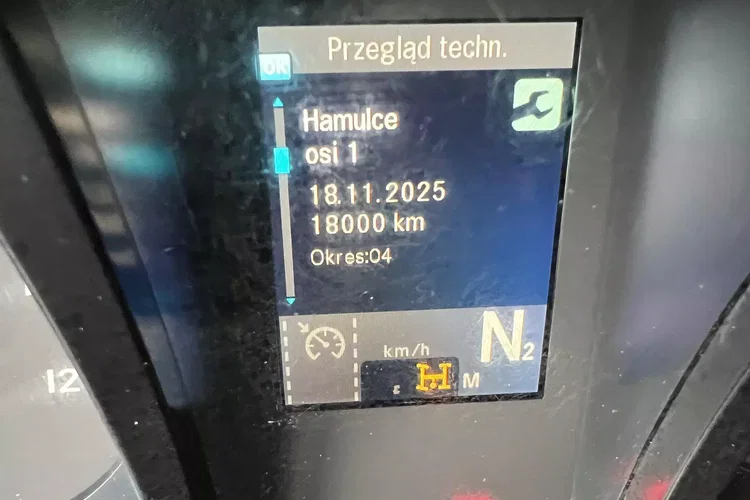 Przegląd techn.
OK
Hamulce
osi 1
18.11.2025
18000 km
Okres:04
km/h
N2
M
12